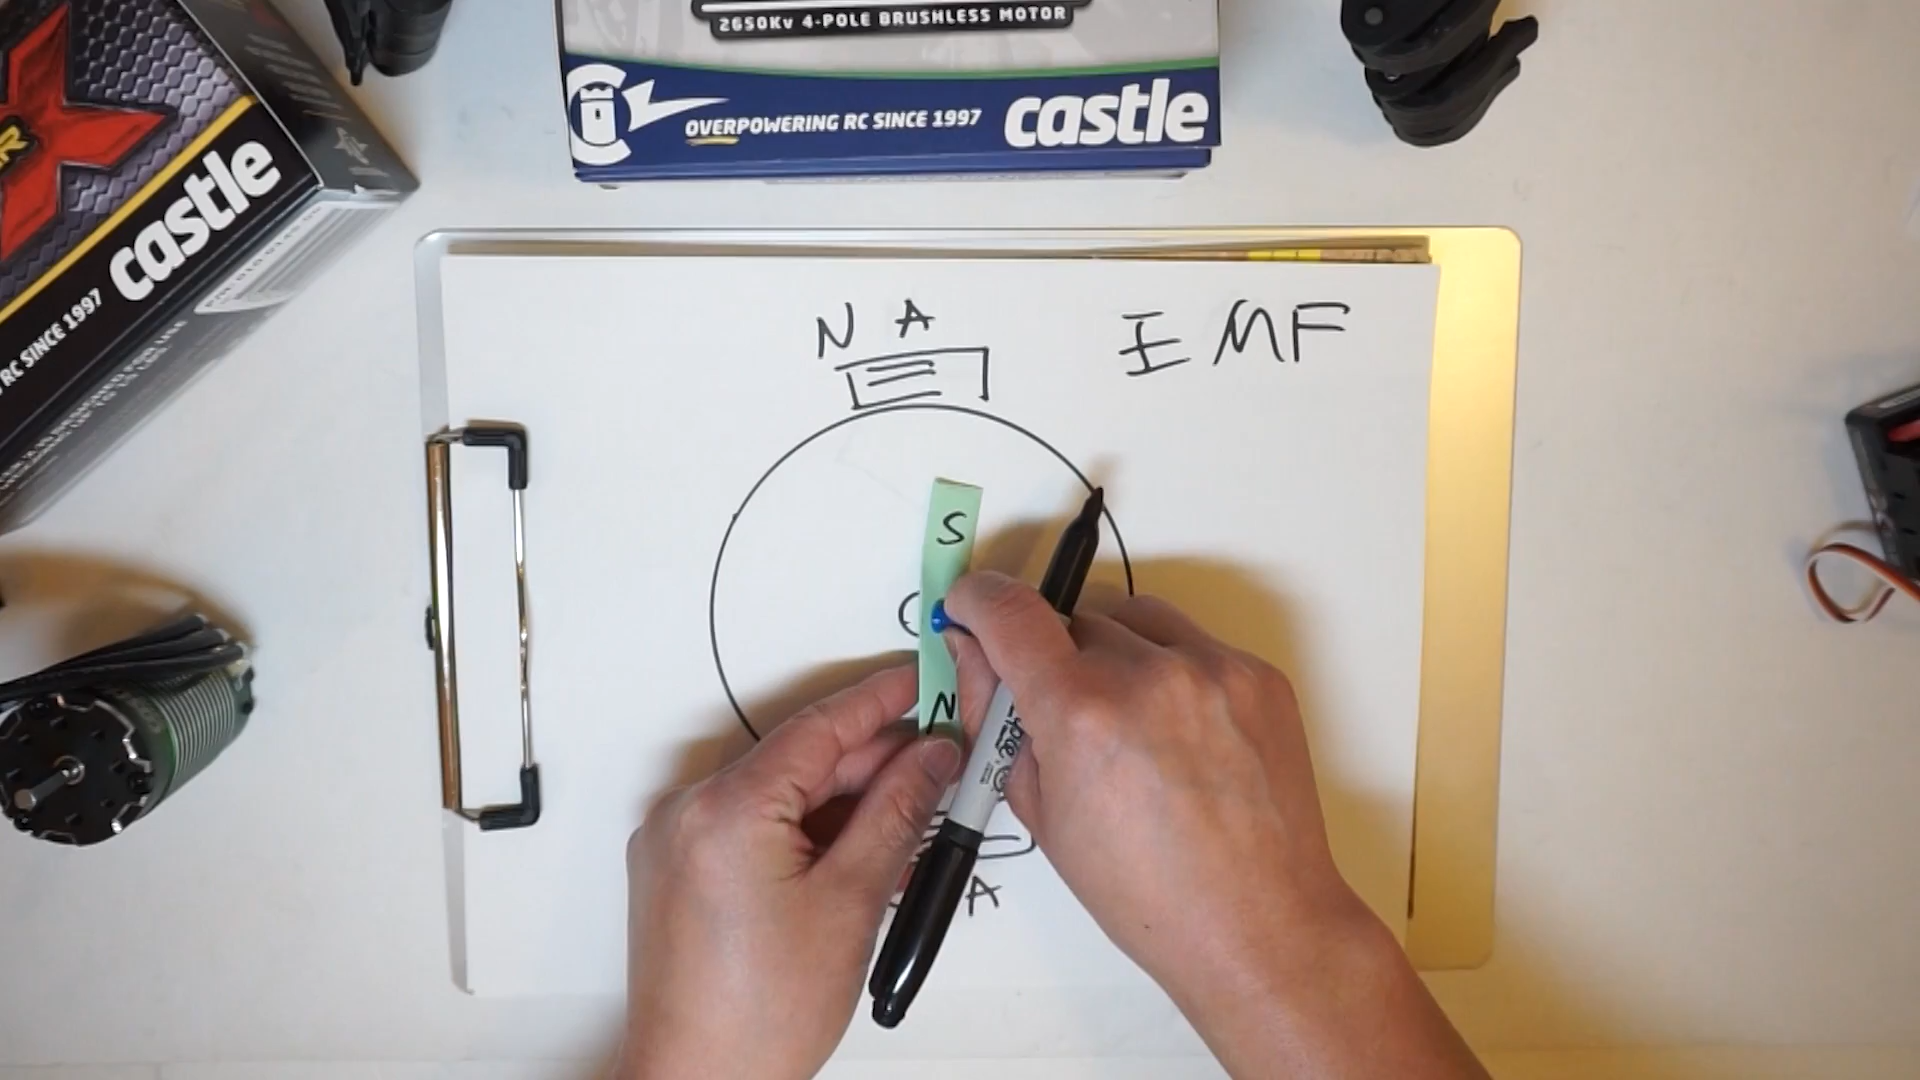 2650Kv 4-POLE BRUSHLESS MOTOR
OVERPOWERING RC SINCE 1997
castle
X
castle
RC SINCE 1997
N A
EMF
S
N
A